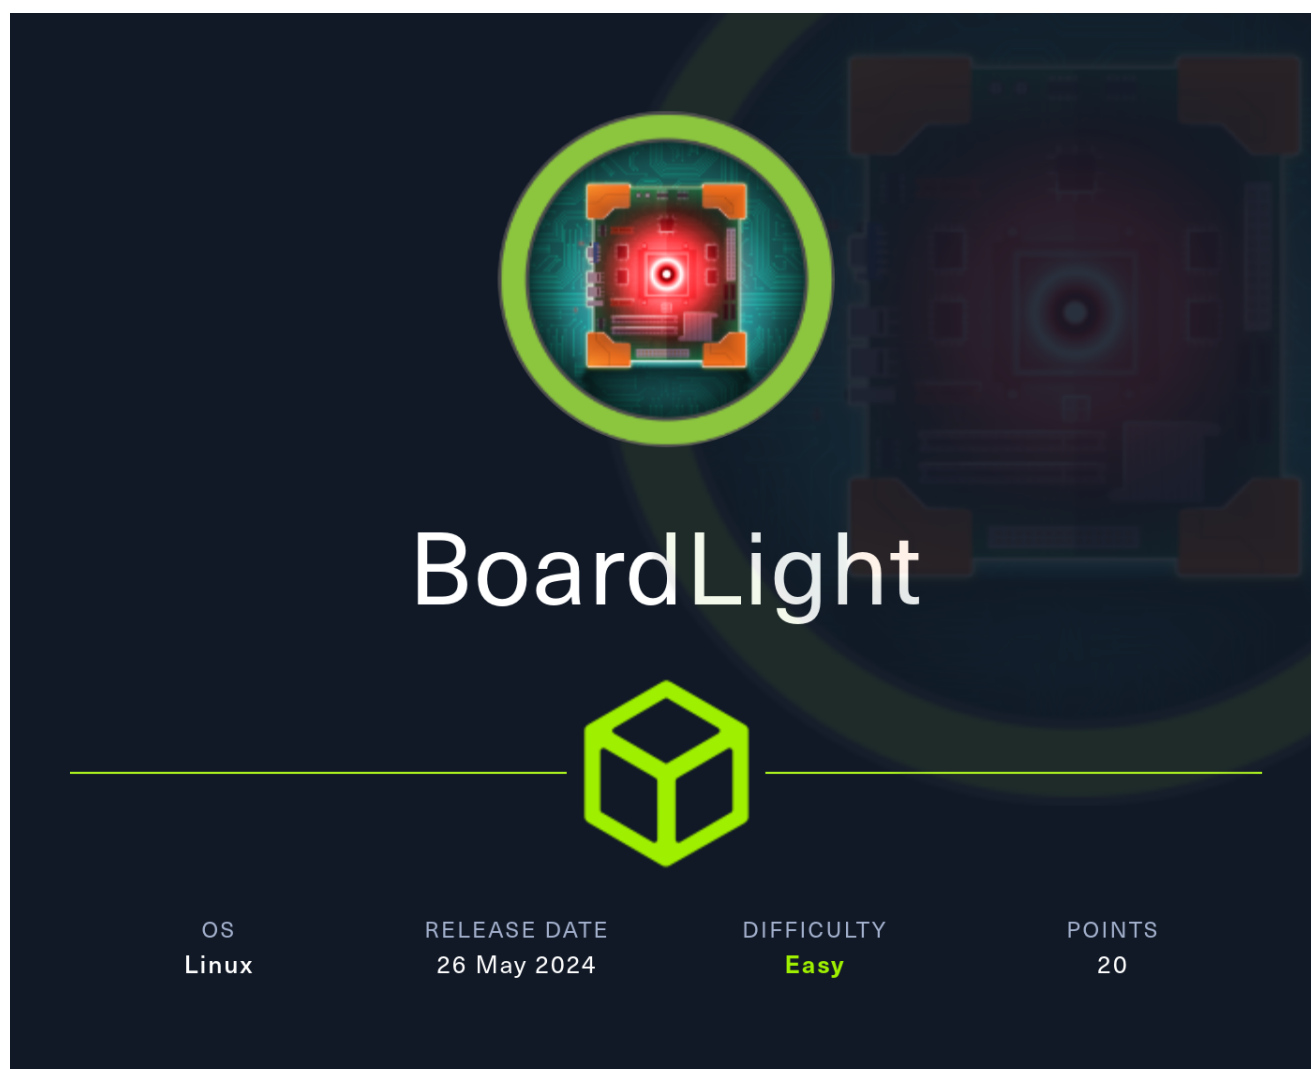 BoardLight
OS
RELEASE DATE
DIFFICULTY
POINTS
Linux
26 May 2024
Easy
20